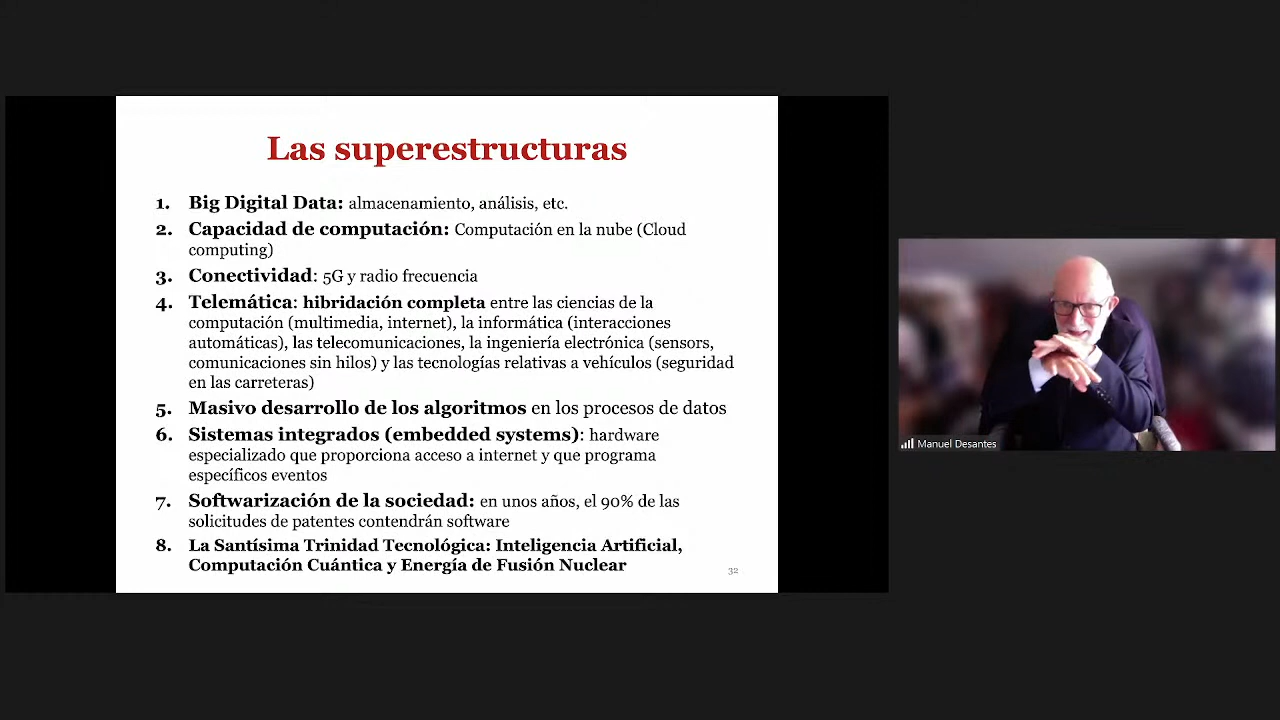 Las superestructuras
1. Big Digital Data: almacenamiento, análisis, etc.
2. Capacidad de computación: Computación en la nube (Cloud
computing)
3. Conectividad: 5G y radio frecuencia
4. Telemática: hibridación completa entre las ciencias de la
computación (multimedia, internet), la informática (interacciones
automáticas), las telecomunicaciones, la ingeniería electrónica (sensors,
comunicaciones sin hilos) y las tecnologías relativas a vehículos (seguridad
en las carreteras)
5. Masivo desarrollo de los algoritmos en los procesos de datos
6. Sistemas integrados (embedded systems): hardware
especializado que proporciona acceso a internet y que programa
específicos eventos
7. Softwarización de la sociedad: en unos años, el 90% de las
solicitudes de patentes contendrán software
8. La Santísima Trinidad Tecnológica: Inteligencia Artificial,
Computación Cuántica y Energía de Fusión Nuclear
32
Manuel Desantes